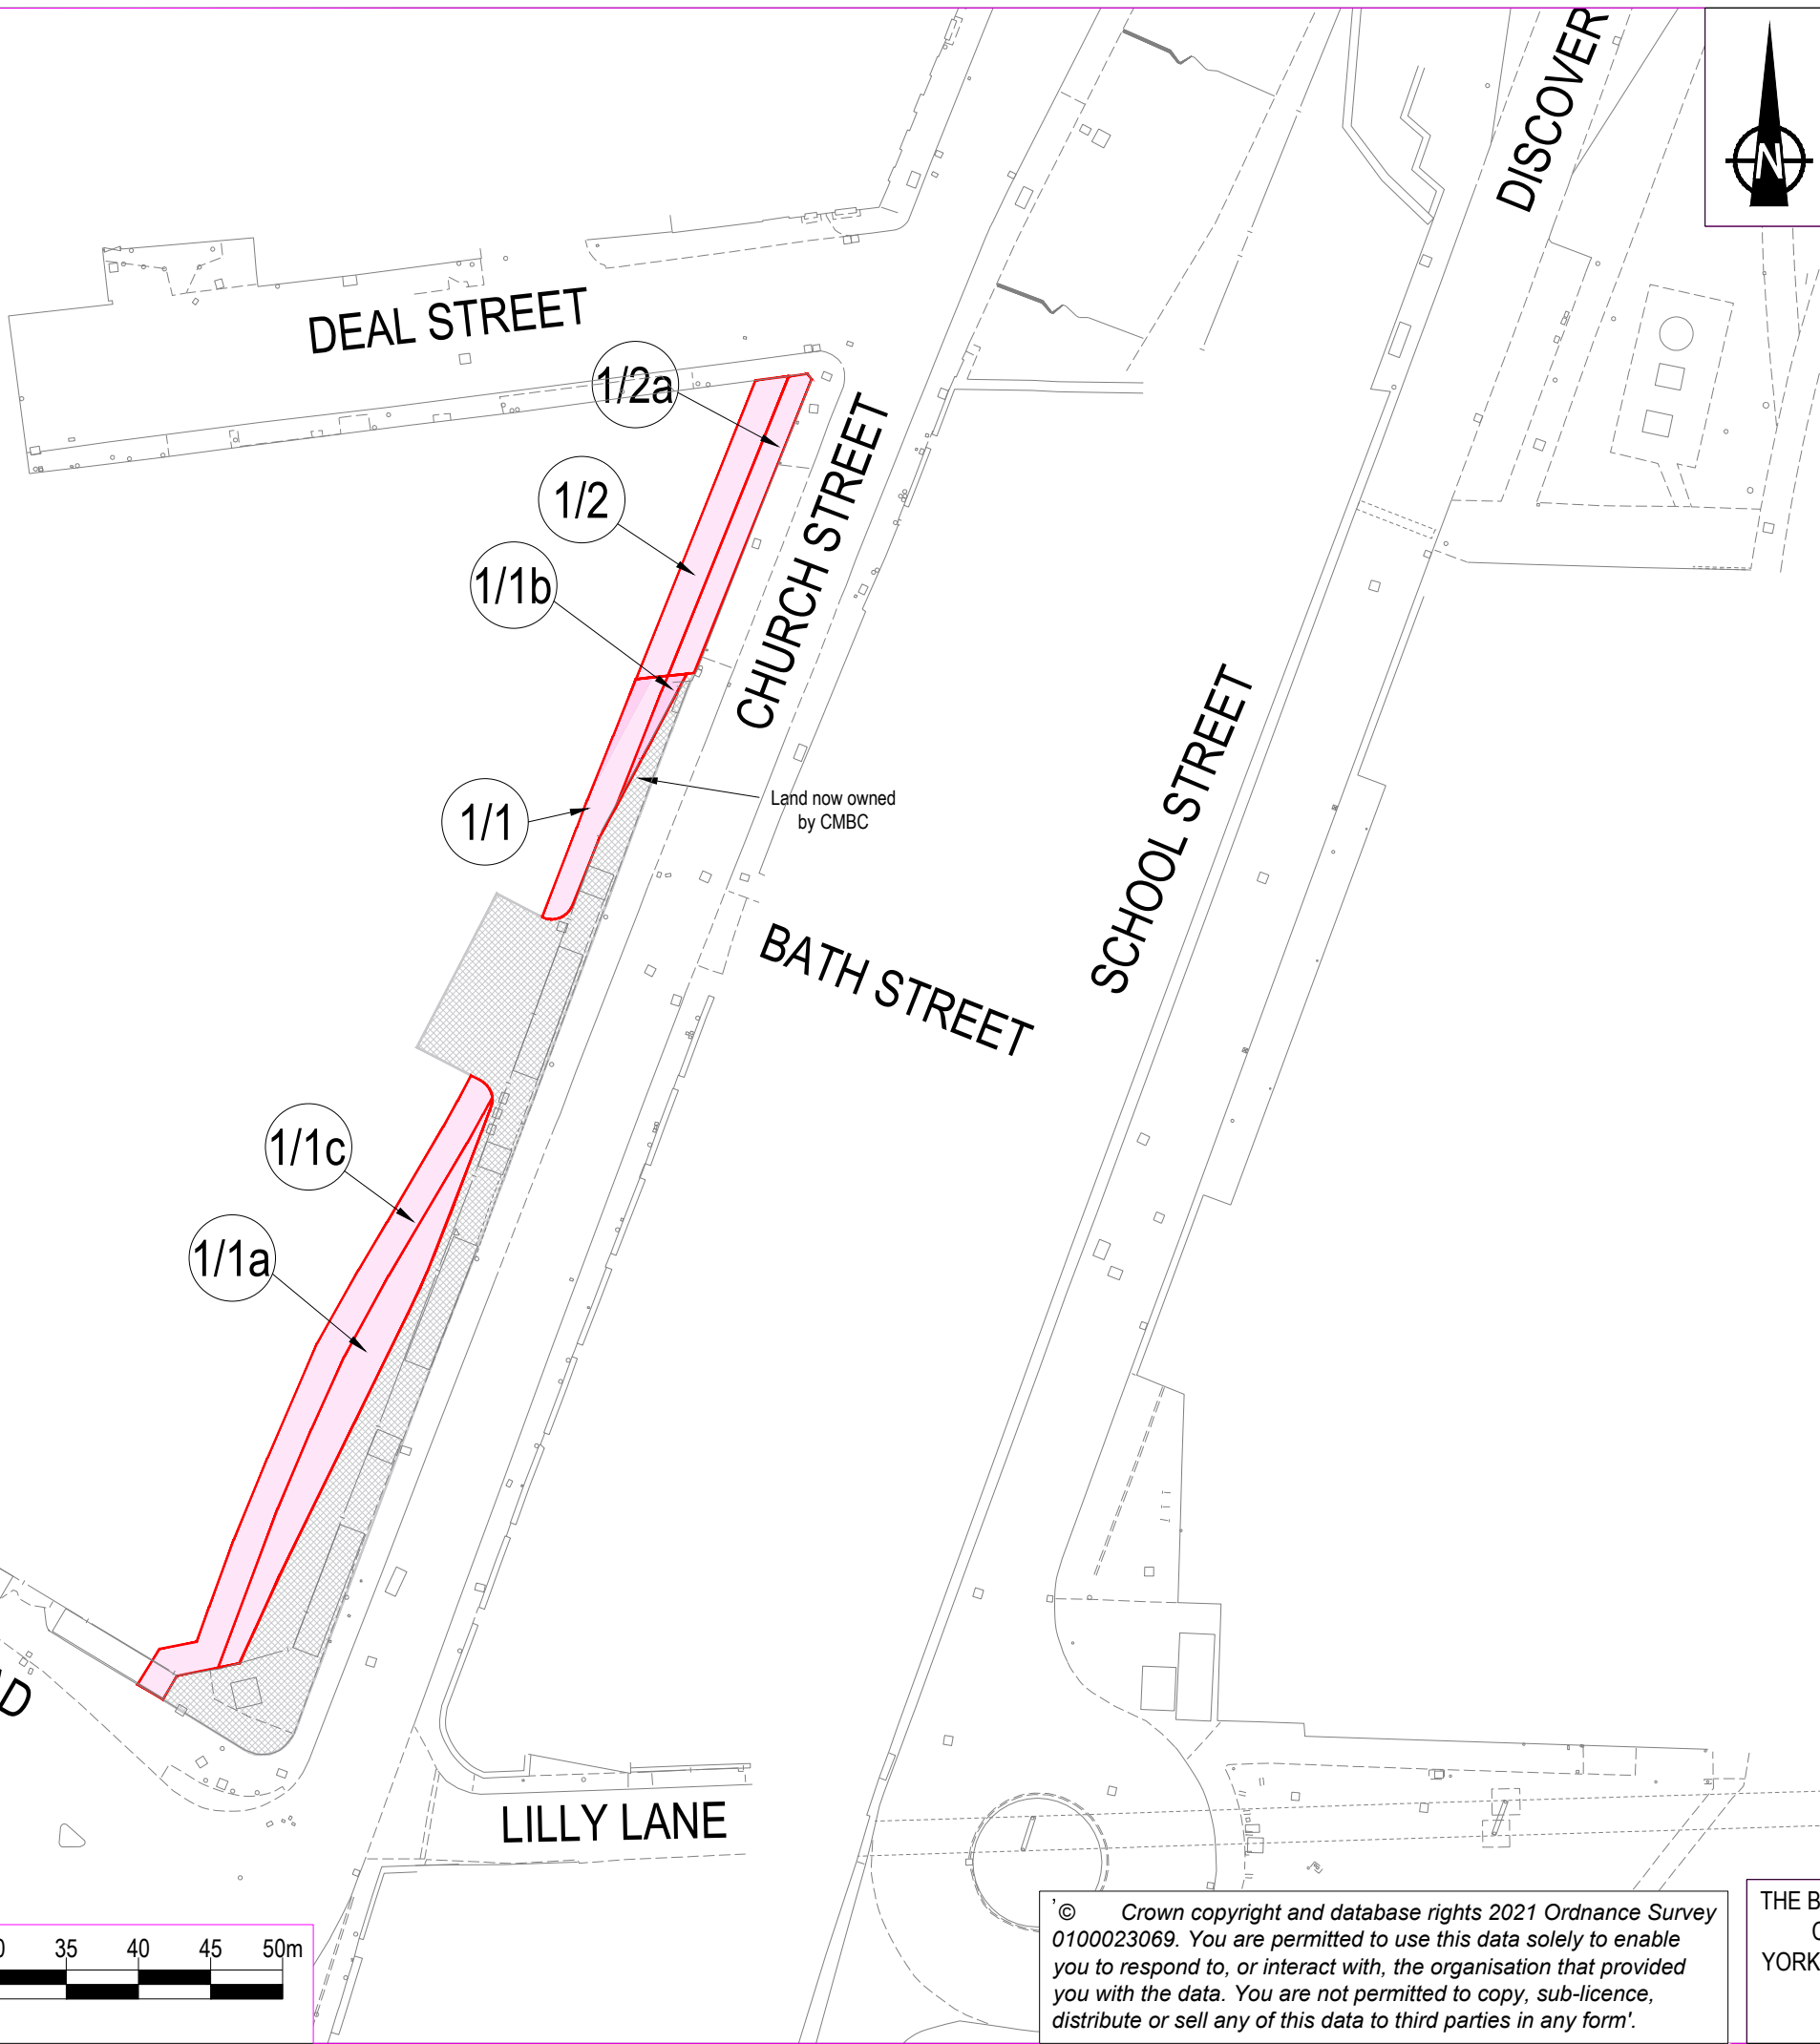 DISCOVER
N
DEAL STREET
1/2a
1/2
CHURCH STREET
1/1b
SCHOOL STREET
1/1
Land now owned
by CMBC
BATH STREET
1/1c
1/1a
D
LILLY LANE
'© Crown copyright and database rights 2021 Ordnance Survey
0100023069. You are permitted to use this data solely to enable
you to respond to, or interact with, the organisation that provided
you with the data. You are not permitted to copy, sub-licence,
distribute or sell any of this data to third parties in any form'.
THE B
YORK
0 35 40 45 50m